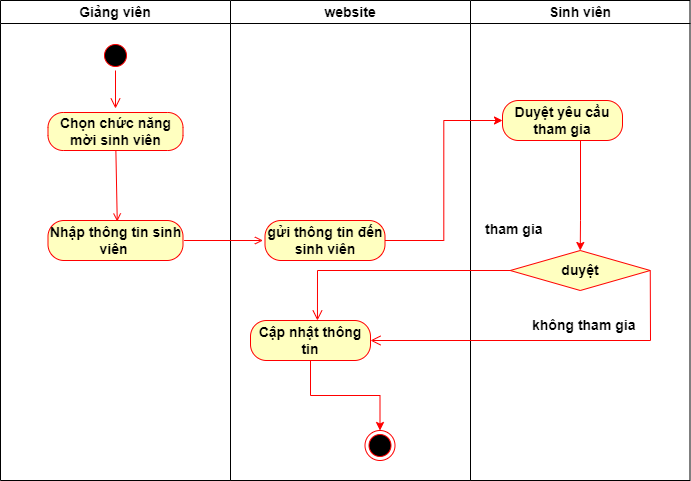 Giảng viên
website
Sinh viên
Chọn chức năng
mời sinh viên
Duyệt yêu cầu
tham gia
Nhập thông tin sinh
viên
gửi thông tin đến
sinh viên
tham gia
duyệt
Cập nhật thông
tin
không tham gia